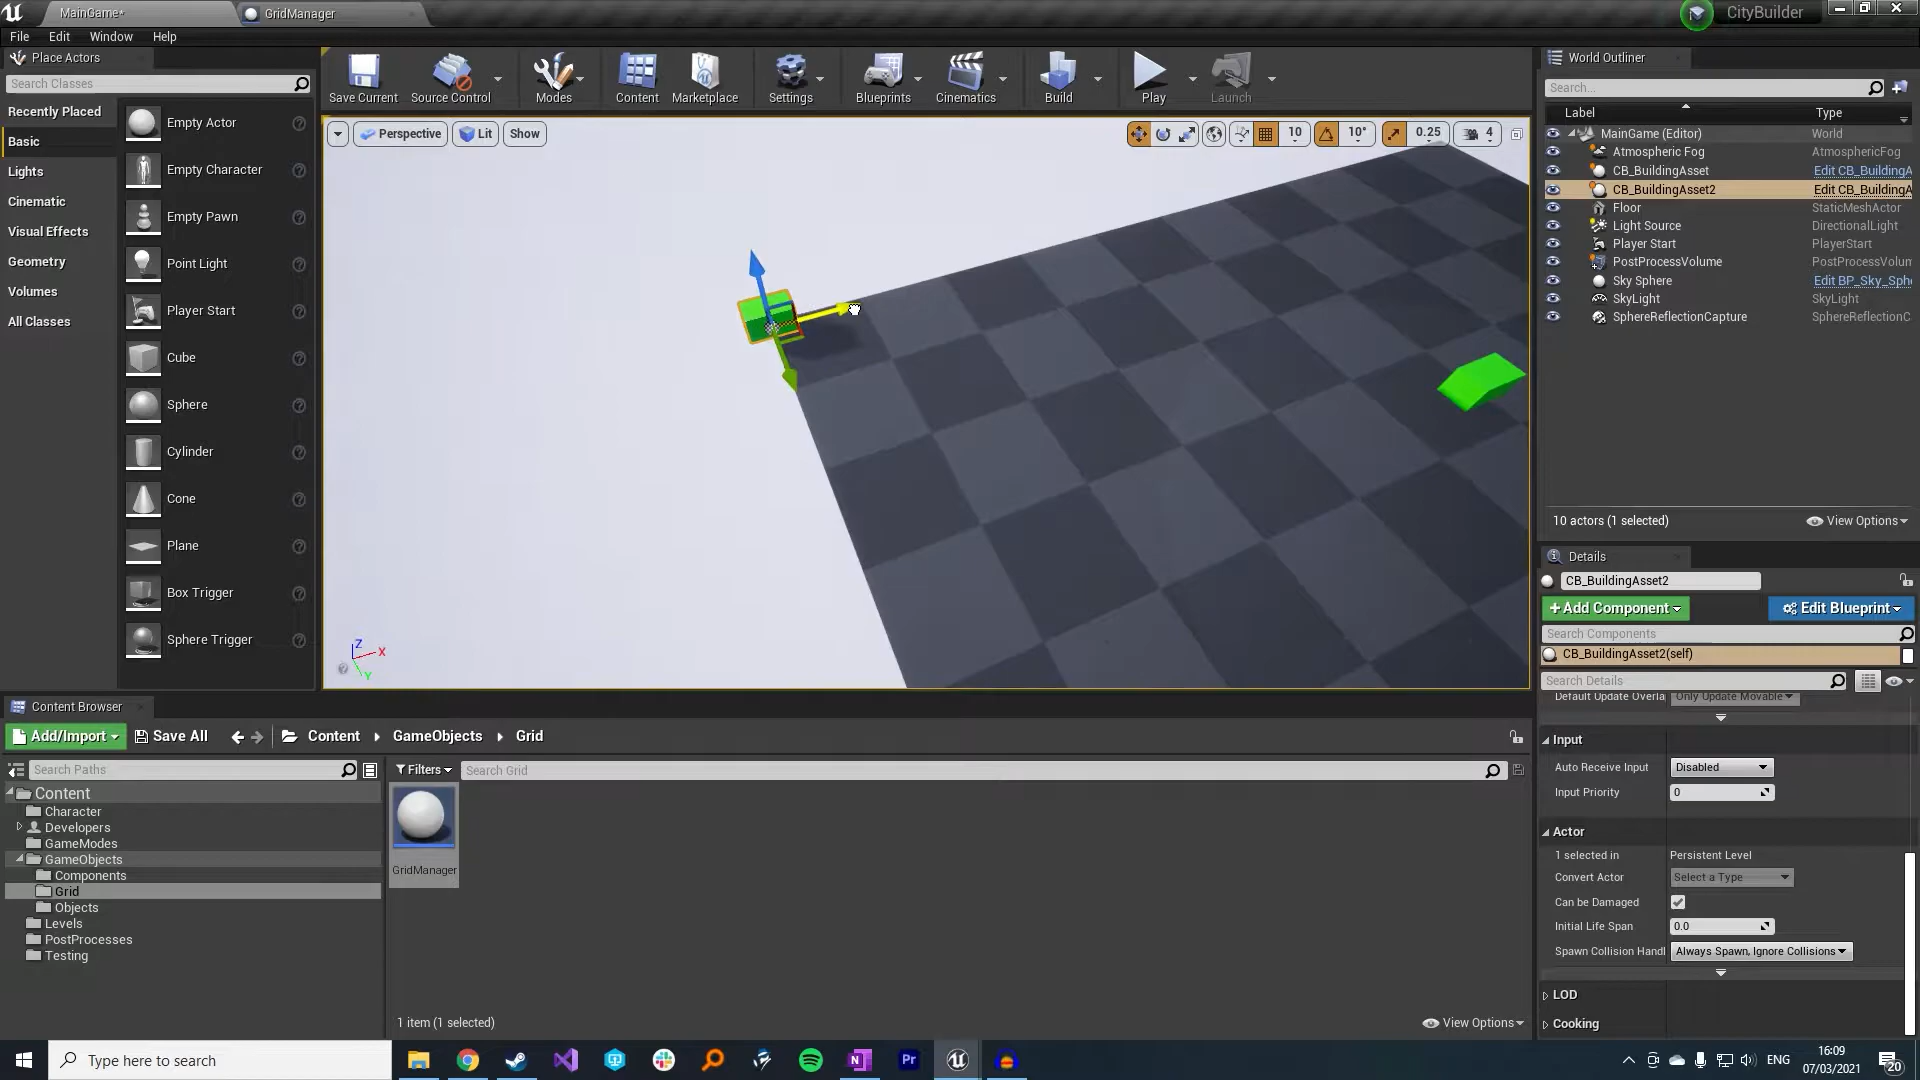 MainGame*
GridManager
CityBuilder
File Edit Window Help
Place Actors
Search Classes
Recently Placed
Basic
Lights
Cinematic
Visual Effects
Geometry
Volumes
All Classes
Empty Actor
Empty Character
Empty Pawn
Point Light
Player Start
Cube
Sphere
Cylinder
Cone
Plane
Box Trigger
Sphere Trigger
Save Current
Source Control
Modes
Content
Marketplace
Settings
Blueprints
Cinematics
Build
Play
Launch
Perspective
Lit
Show
10
10°
0.25
4
Z
X
Y
World Outliner
Search...
Label Type
MainGame (Editor) World
Atmospheric Fog AtmosphericFog
CB_BuildingAsset Edit CB_BuildingA
CB_BuildingAsset2 Edit CB_BuildingA
Floor StaticMeshActor
Light Source DirectionalLight
Player Start PlayerStart
PostProcessVolume PostProcessVolum
Sky Sphere Edit BP_Sky_Sph
SkyLight SkyLight
SphereReflectionCapture SphereReflectionC
10 actors (1 selected) View Options
Details
CB_BuildingAsset2
+Add Component Edit Blueprint
Search Components
CB_BuildingAsset2(self)
Search Details
Default Update Overla Only Update Movable
Input
Auto Receive Input Disabled
Input Priority 0
Actor
1 selected in Persistent Level
Convert Actor Select a Type
Can be Damaged
Initial Life Span 0.0
Spawn Collision Handl Always Spawn, Ignore Collisions
LOD
Cooking
Content Browser
Add/Import Save All Content GameObjects Grid
Search Paths
Filters Search Grid
Content
Character
Developers
GameModes
GameObjects
Components
Grid
Objects
Levels
PostProcesses
Testing
GridManager
1 item (1 selected) View Options
Type here to search
Pr
ENG
16:09
07/03/2021
20